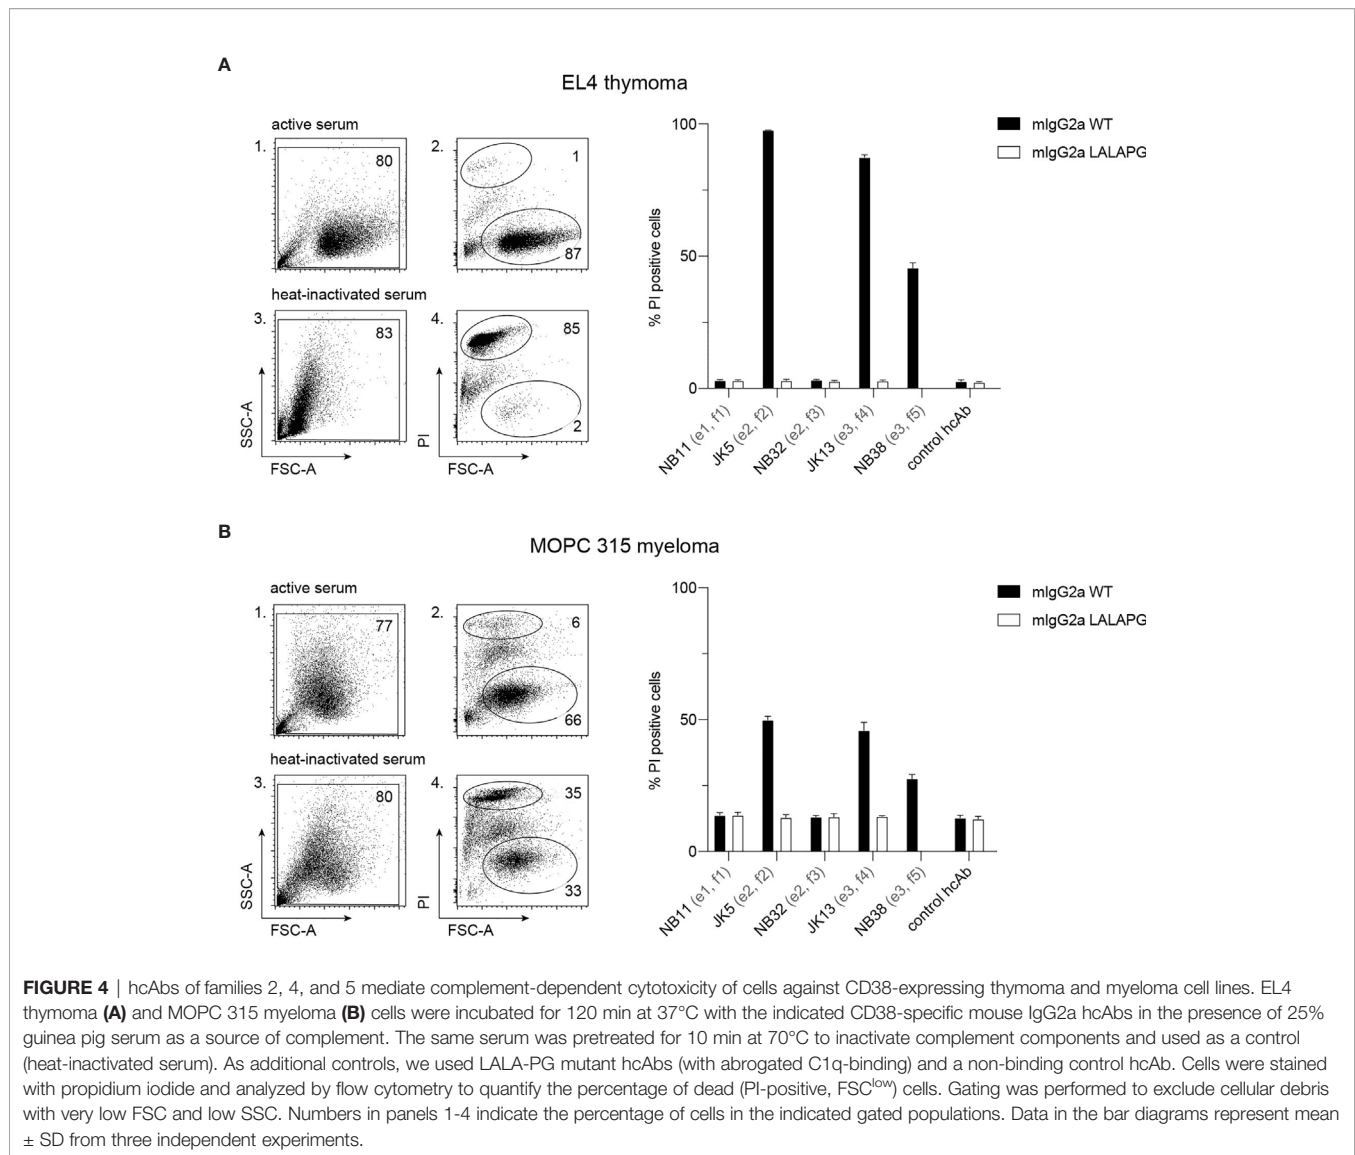 A
EL4 thymoma
active serum
1.
80
2.
1
87
heat-inactivated serum
3.
83
4.
85
2
SSC-A
FSC-A
PI
FSC-A
100
50
0
% PI positive cells
mIgG2a WT
mIgG2a LALAPG
NB11 (e1, f1)
JK5 (e2, f2)
NB32 (e2, f3)
JK13 (e3, f4)
NB38 (e3, f5)
control hcAb
B
MOPC 315 myeloma
active serum
1.
77
2.
6
66
heat-inactivated serum
3.
80
4.
35
33
SSC-A
FSC-A
PI
FSC-A
100
50
0
% PI positive cells
mIgG2a WT
mIgG2a LALAPG
NB11 (e1, f1)
JK5 (e2, f2)
NB32 (e2, f3)
JK13 (e3, f4)
NB38 (e3, f5)
control hcAb
FIGURE 4 | hcAbs of families 2, 4, and 5 mediate complement-dependent cytotoxicity of cells against CD38-expressing thymoma and myeloma cell lines. EL4
thymoma (A) and MOPC 315 myeloma (B) cells were incubated for 120 min at 37°C with the indicated CD38-specific mouse IgG2a hcAbs in the presence of 25%
guinea pig serum as a source of complement. The same serum was pretreated for 10 min at 70°C to inactivate complement components and used as a control
(heat-inactivated serum). As additional controls, we used LALA-PG mutant hcAbs (with abrogated C1q-binding) and a non-binding control hcAb. Cells were stained
with propidium iodide and analyzed by flow cytometry to quantify the percentage of dead (PI-positive, FSClow) cells. Gating was performed to exclude cellular debris
with very low FSC and low SSC. Numbers in panels 1-4 indicate the percentage of cells in the indicated gated populations. Data in the bar diagrams represent mean
± SD from three independent experiments.